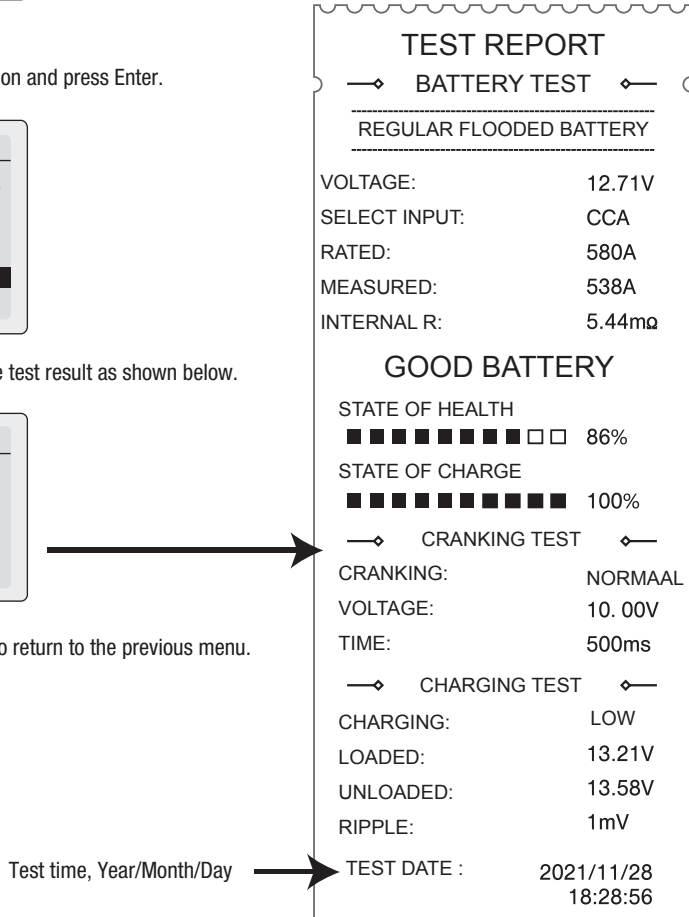 on and press Enter.
e test result as shown below.
o return to the previous menu.
Test time, Year/Month/Day
TEST REPORT
BATTERY TEST
REGULAR FLOODED BATTERY
VOLTAGE: 12.71V
SELECT INPUT: CCA
RATED: 580A
MEASURED: 538A
INTERNAL R: 5.44mΩ
GOOD BATTERY
STATE OF HEALTH
86%
STATE OF CHARGE
100%
CRANKING TEST
CRANKING: NORMAAL
VOLTAGE: 10. 00V
TIME: 500ms
CHARGING TEST
CHARGING: LOW
LOADED: 13.21V
UNLOADED: 13.58V
RIPPLE: 1mV
TEST DATE : 2021/11/28
18:28:56